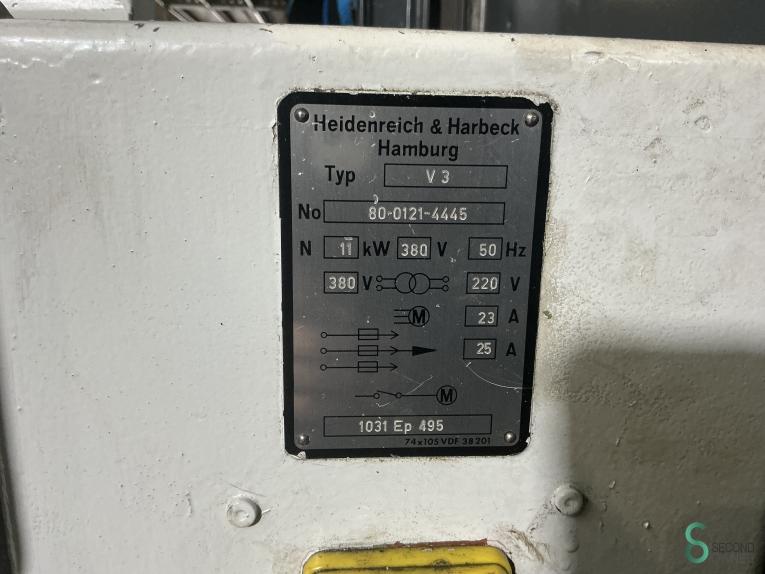 Heidenreich & Harbeck
Hamburg
Typ V 3
No 80-0121-4445
N 11 kW 380 V 50 Hz
380 V 220 V
M 23 A
25 A
M
1031 Ep 495
74x105 VDF 38 201
S SECOND